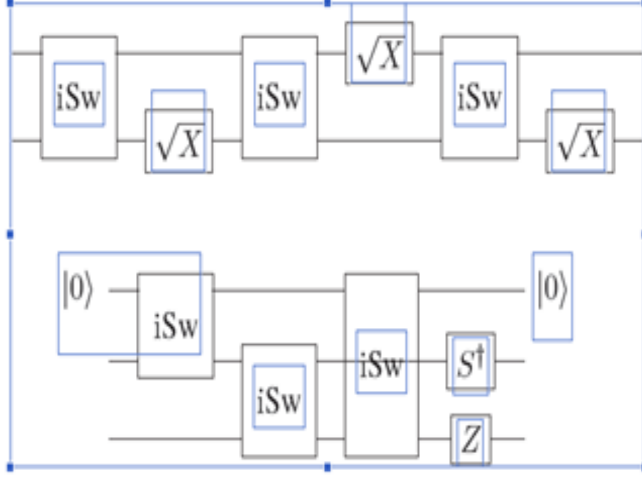 √X
iSw iSw iSw
√X √X
|0⟩ |0⟩
iSw
iSw S†
iSw
Z